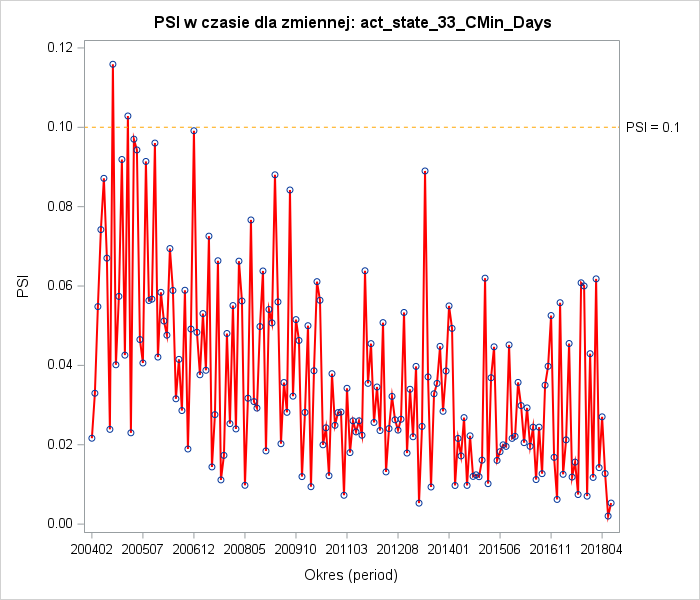 PSI w czasie dla zmiennej: act_state_33_CMin_Days
0.12
0.10
0.08
0.06
0.04
0.02
0.00
PSI
PSI = 0.1
200402 200507 200612 200805 200910 201103 201208 201401 201506 201611 201804
Okres (period)